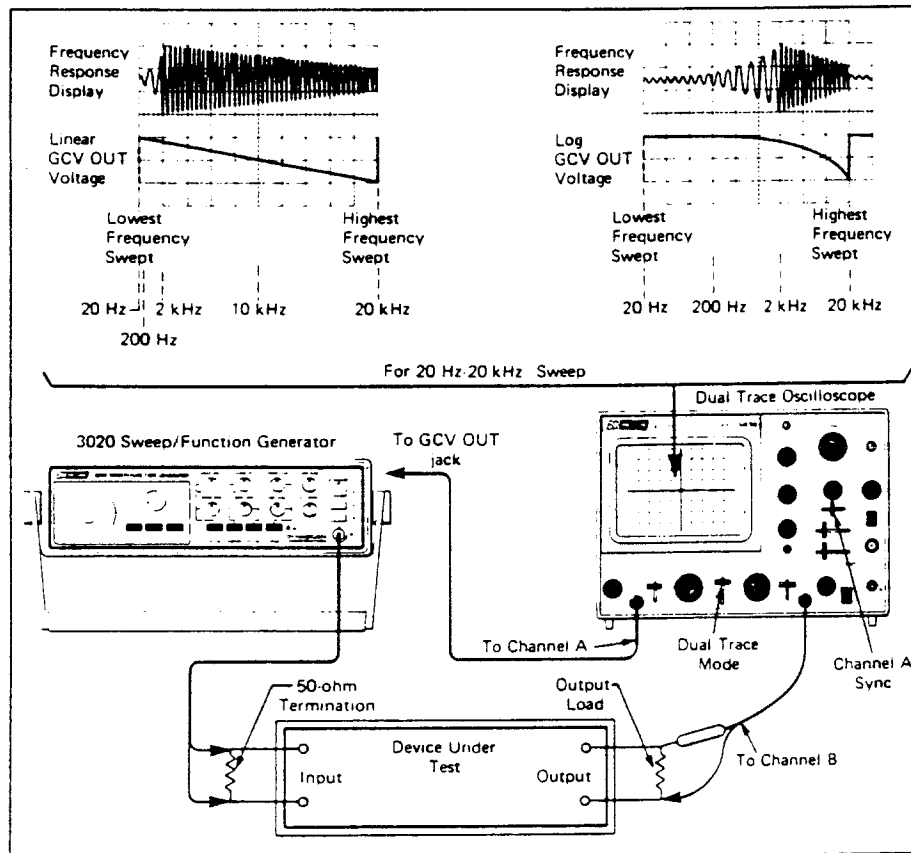 Frequency
Response
Display
Linear
GCV OUT
Voltage
Lowest
Frequency
Swept
Highest
Frequency
Swept
20 Hz
2 kHz
10 kHz
20 kHz
200 Hz
Frequency
Response
Display
Log
GCV OUT
Voltage
Lowest
Frequency
Swept
Highest
Frequency
Swept
20 Hz
200 Hz
2 kHz
20 kHz
For 20 Hz-20 kHz Sweep
Dual Trace Oscilloscope
3020 Sweep/Function Generator
To GCV OUT
jack
To Channel A
Dual Trace
Mode
Channel A
Sync
50-ohm
Termination
Output
Load
Device Under
Test
Input
Output
To Channel B